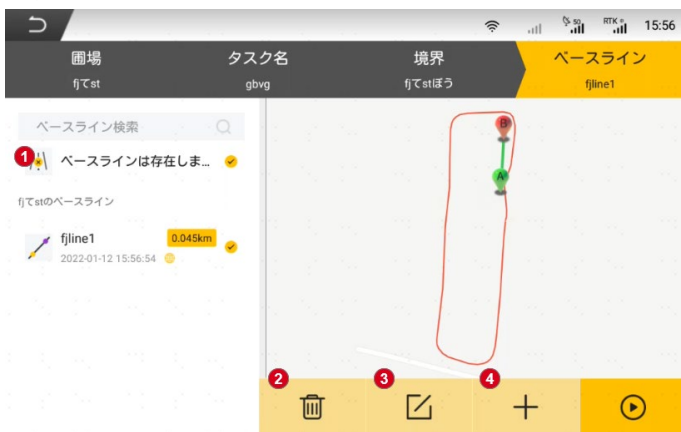 50
RTK
15:56
圃場
タスク名
境界
ベースライン
fjてst
gbvg
fjてstぼう
fjline1
ベースライン検索
1
ベースラインは存在しま...
fjてstのベースライン
fjline1
0.045km
2022-01-12 15:56:54
B
A
2
3
4